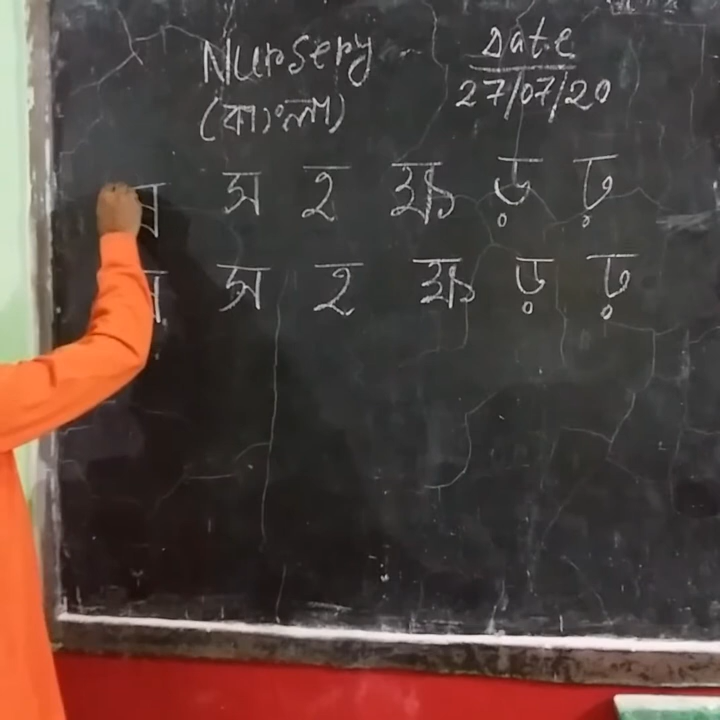 Nursery
Date
(বাংলা)
27/07/20
ষ স হ ক্ষ ড় ঢ়
ষ স হ ক্ষ ড় ঢ়